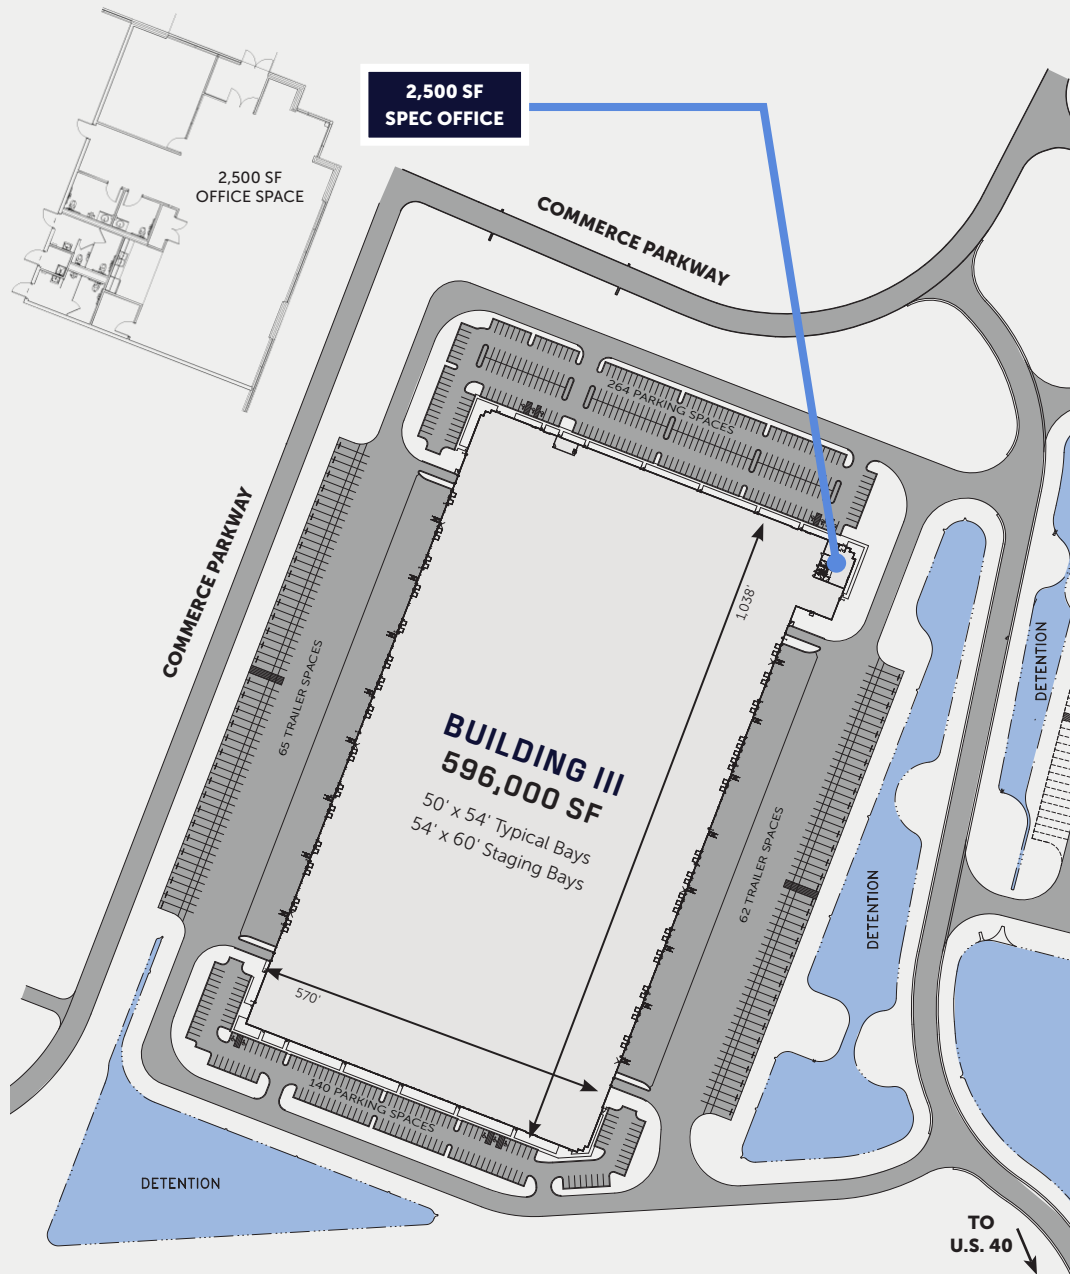 2,500 SF
SPEC OFFICE
2,500 SF
OFFICE SPACE
COMMERCE PARKWAY
264 PARKING SPACES
COMMERCE PARKWAY
1,038'
65 TRAILER SPACES
DETENTION
BUILDING III
596,000 SF
50' x 54' Typical Bays
54' x 60' Staging Bays
62 TRAILER SPACES
DETENTION
570'
140 PARKING SPACES
DETENTION
TO
U.S. 40